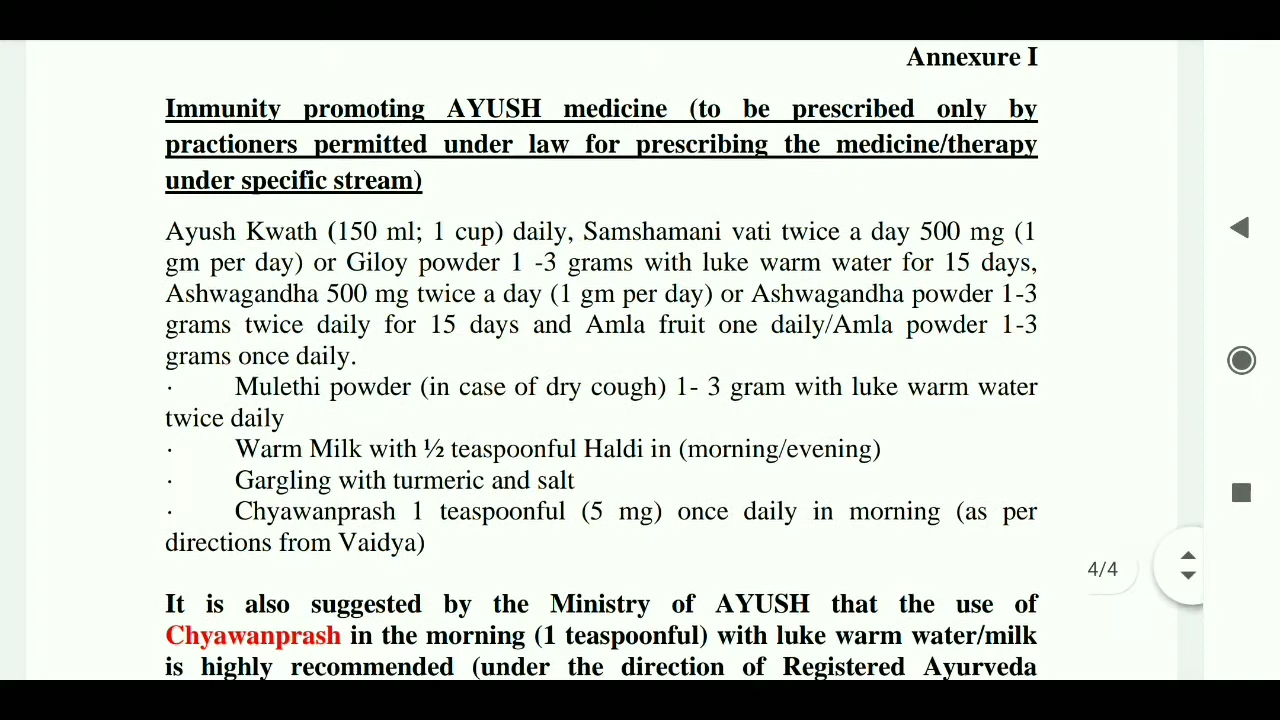 Annexure I
Immunity promoting AYUSH medicine (to be prescribed only by
practioners permitted under law for prescribing the medicine/therapy
under specific stream)
Ayush Kwath (150 ml; 1 cup) daily, Samshamani vati twice a day 500 mg (1
gm per day) or Giloy powder 1 -3 grams with luke warm water for 15 days,
Ashwagandha 500 mg twice a day (1 gm per day) or Ashwagandha powder 1-3
grams twice daily for 15 days and Amla fruit one daily/Amla powder 1-3
grams once daily.
· Mulethi powder (in case of dry cough) 1- 3 gram with luke warm water
twice daily
· Warm Milk with ½ teaspoonful Haldi in (morning/evening)
· Gargling with turmeric and salt
· Chyawanprash 1 teaspoonful (5 mg) once daily in morning (as per
directions from Vaidya)
4/4
It is also suggested by the Ministry of AYUSH that the use of
Chyawanprash in the morning (1 teaspoonful) with luke warm water/milk
is highly recommended (under the direction of Registered Ayurveda